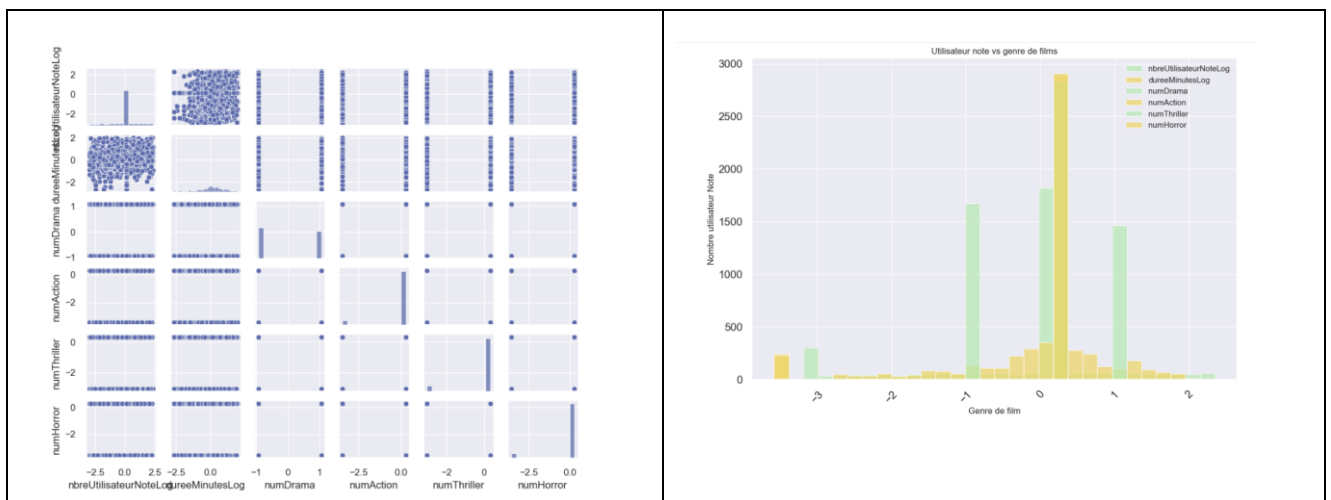 nbreUtilisateurNoteLog
2
0
−2
dureeMinutesLog
2
0
−2
numDrama
1
0
−1
numAction
0
−2
numThriller
0
−2
numHorror
0
−2
−2.5 0.0 2.5 −2.5 0.0 −1 0 1 −2.5 0.0 −2 0 −2.5 0.0
nbreUtilisateurNoteLog dureeMinutesLog numDrama numAction numThriller numHorror
Utilisateur note vs genre de films
nbreUtilisateurNoteLog
dureeMinutesLog
numDrama
numAction
numThriller
numHorror
Nombre utilisateur Note
3000
2500
2000
1500
1000
500
0
−3 −2 −1 0 1 2
Genre de film